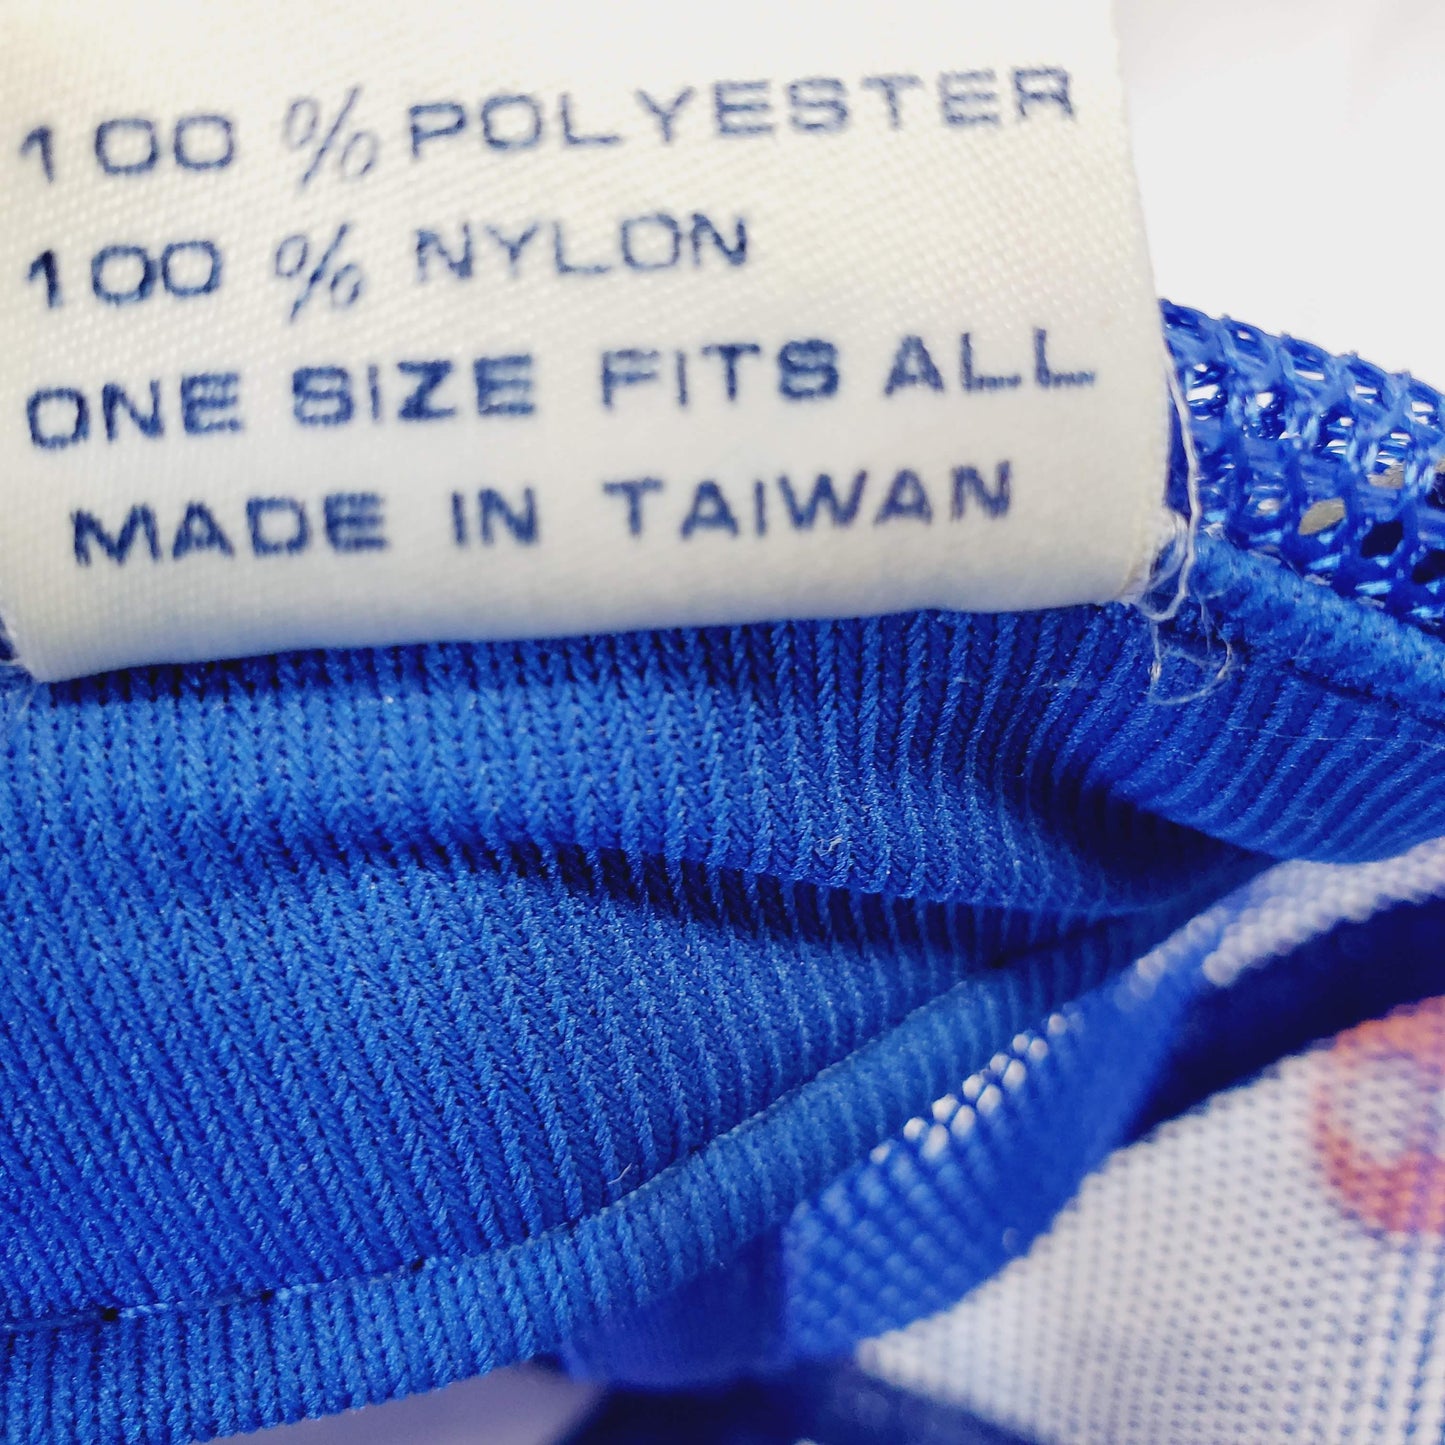 100 % POLYESTER
100 % NYLON
ONE SIZE FITS ALL
MADE IN TAIWAN